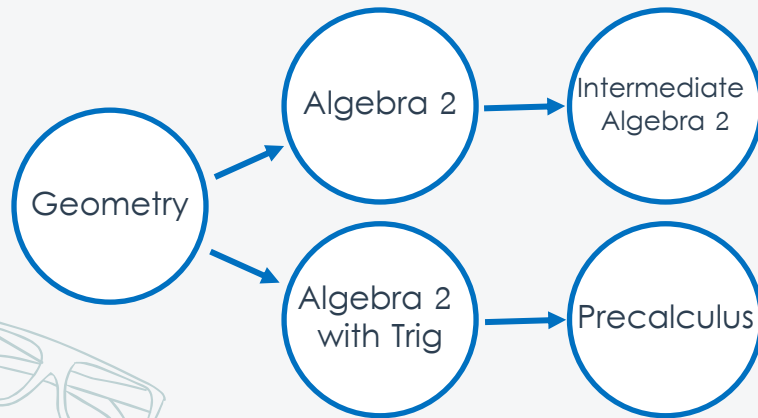 Geometry
Algebra 2
Intermediate
Algebra 2
Algebra 2
with Trig
Precalculus